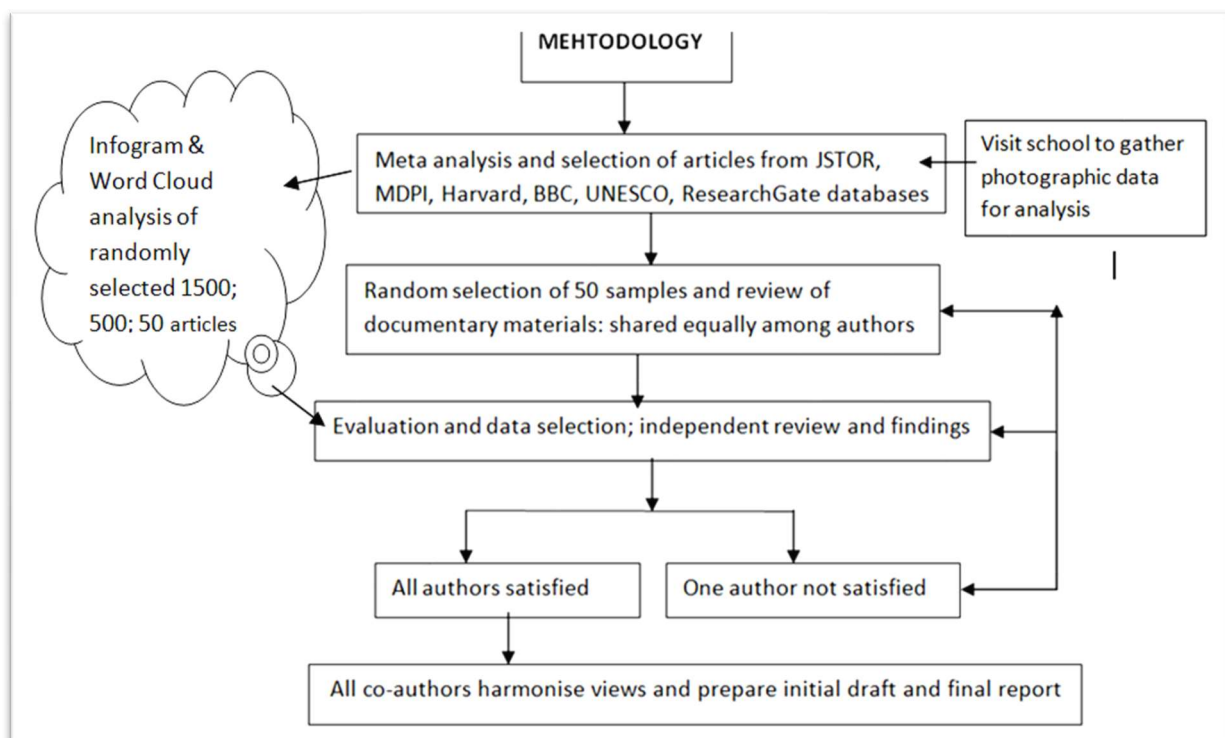 MEHTODOLOGY
Meta analysis and selection of articles from JSTOR,
MDPI, Harvard, BBC, UNESCO, ResearchGate databases
Visit school to gather
photographic data
for analysis
Infogram &
Word Cloud
analysis of
randomly
selected 1500;
500; 50 articles
Random selection of 50 samples and review of
documentary materials: shared equally among authors
Evaluation and data selection; independent review and findings
All authors satisfied
One author not satisfied
All co-authors harmonise views and prepare initial draft and final report